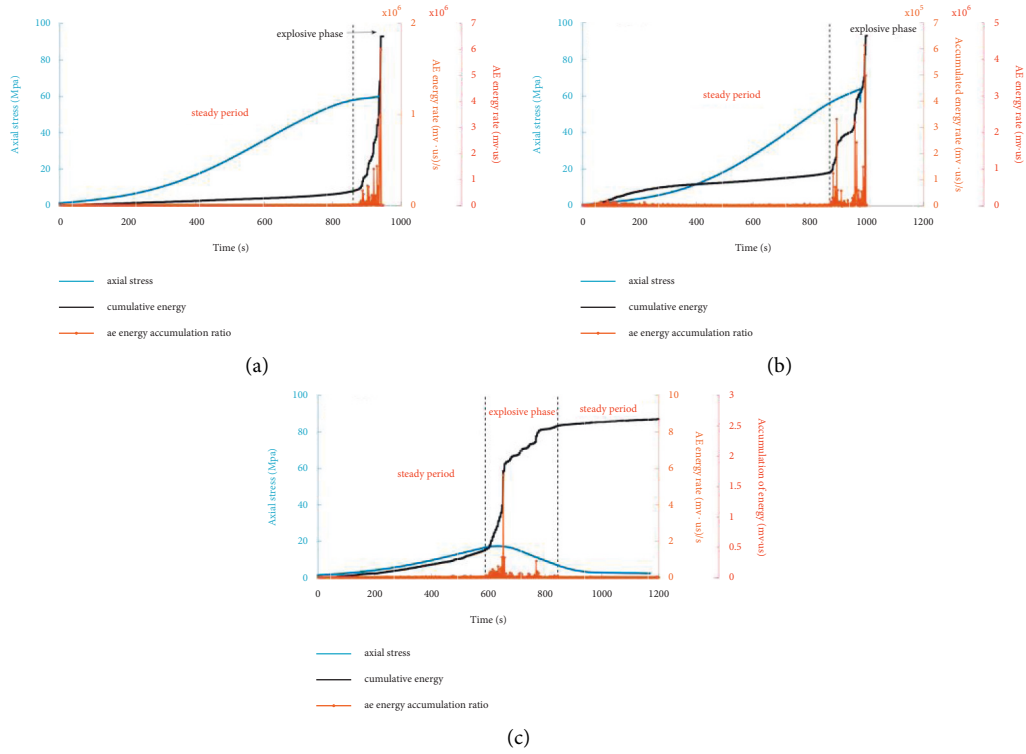 ×10⁶ ×10⁶
100 2 7
explosive phase
80 6
5
60
steady period 1 4
40 3
2
20
1
0 0 0
0 200 400 600 800 1000
Axial stress (Mpa)
AE energy rate (mv · us)/s
AE energy rate (mv·us)
Time (s)
axial stress
cumulative energy
ae energy accumulation ratio
(a)
×10⁵ ×10⁶
100 7 5
explosive phase
80 6 4
5
60 3
steady period 4
40 3 2
2
20 1
1
0 0 0
0 200 400 600 800 1000 1200
Axial stress (Mpa)
Accumulated energy rate (mv · us)/s
AE energy rate (mv·us)
Time (s)
axial stress
cumulative energy
ae energy accumulation ratio
(b)
100 10 3
explosive phase steady period
80 8 2.5
2
60 6
steady period 1.5
40 4
1
20 2
0.5
0 0 0
0 200 400 600 800 1000 1200
Axial stress (Mpa)
AE energy rate (mv · us)/s
Accumulation of energy (mv·us)
Time (s)
axial stress
cumulative energy
ae energy accumulation ratio
(c)